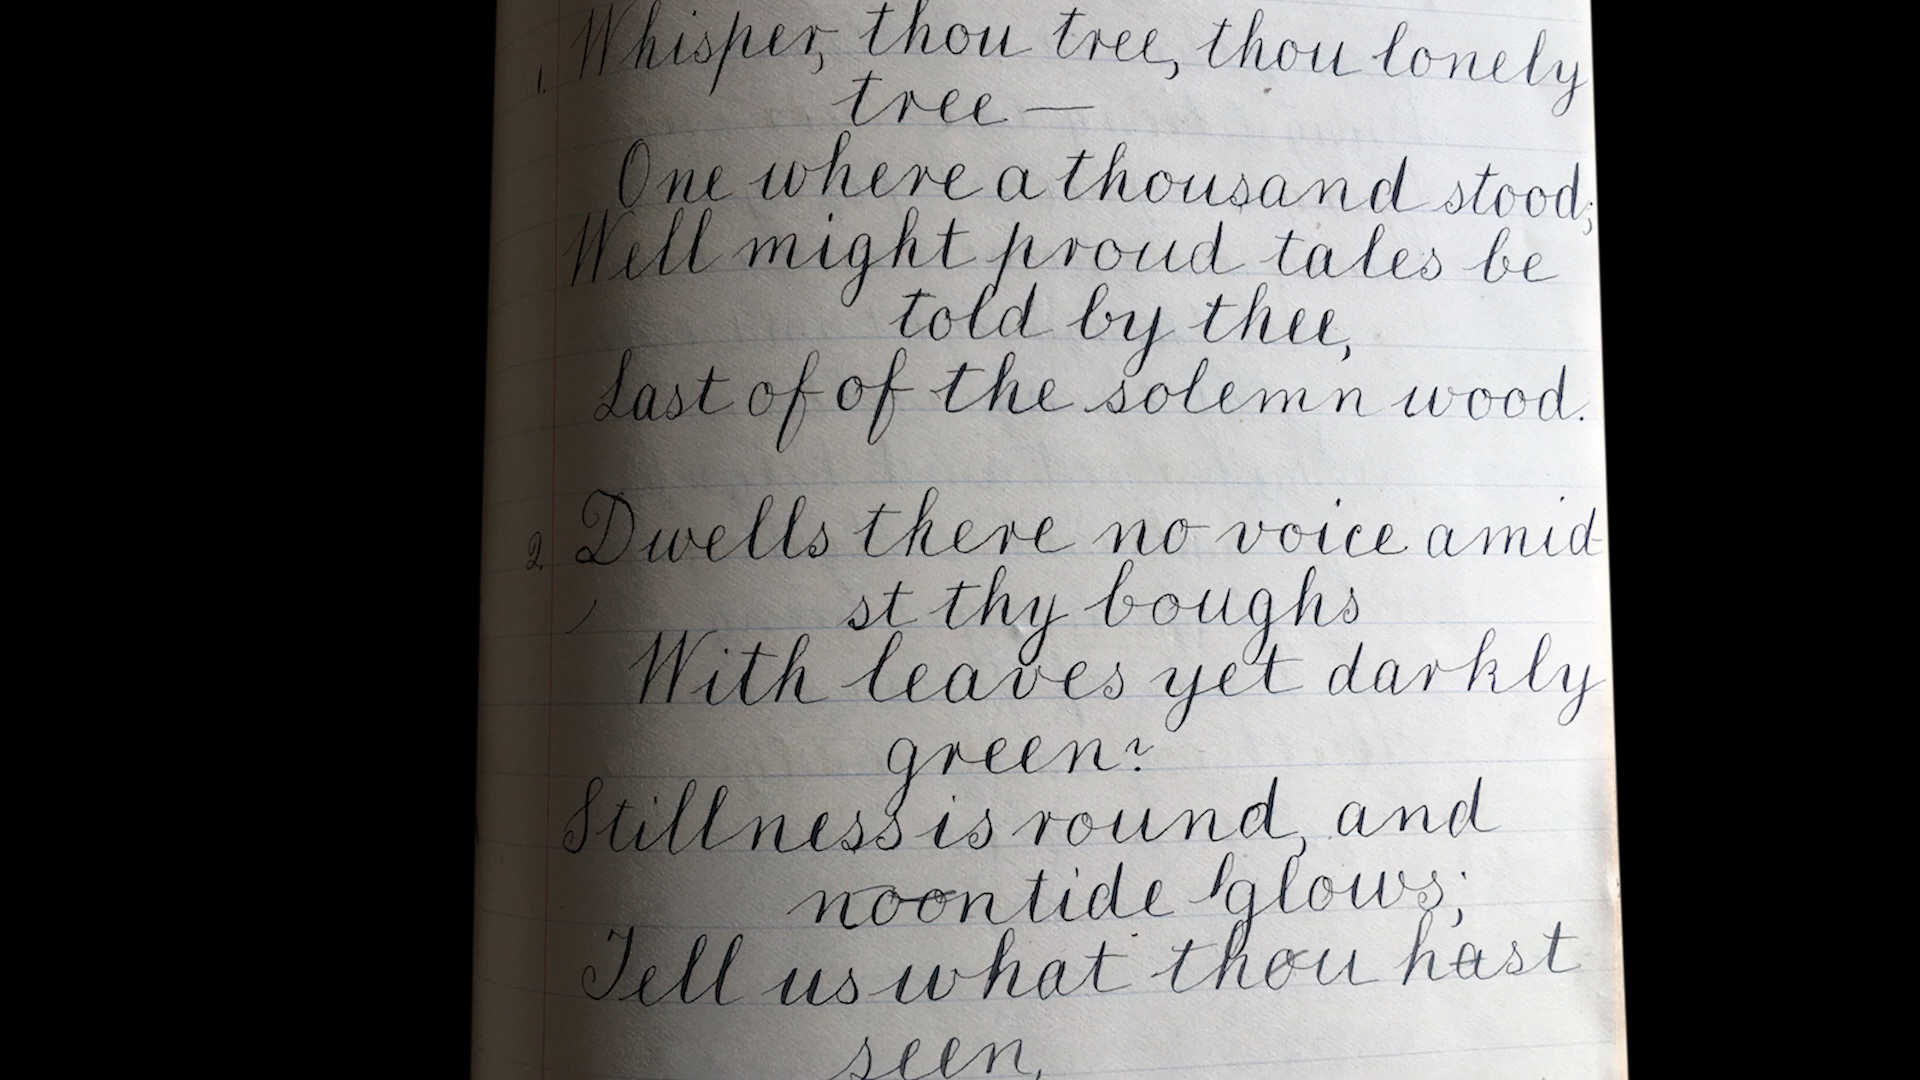 1. Whisper, thou tree, thou lonely
tree —
One where a thousand stood;
Well might proud tales be
told by thee,
Last of of the solemn wood.
2. Dwells there no voice amid
st thy boughs
With leaves yet darkly
green?
Stillness is round, and
noontide glows;
Tell us what thou hast
seen,